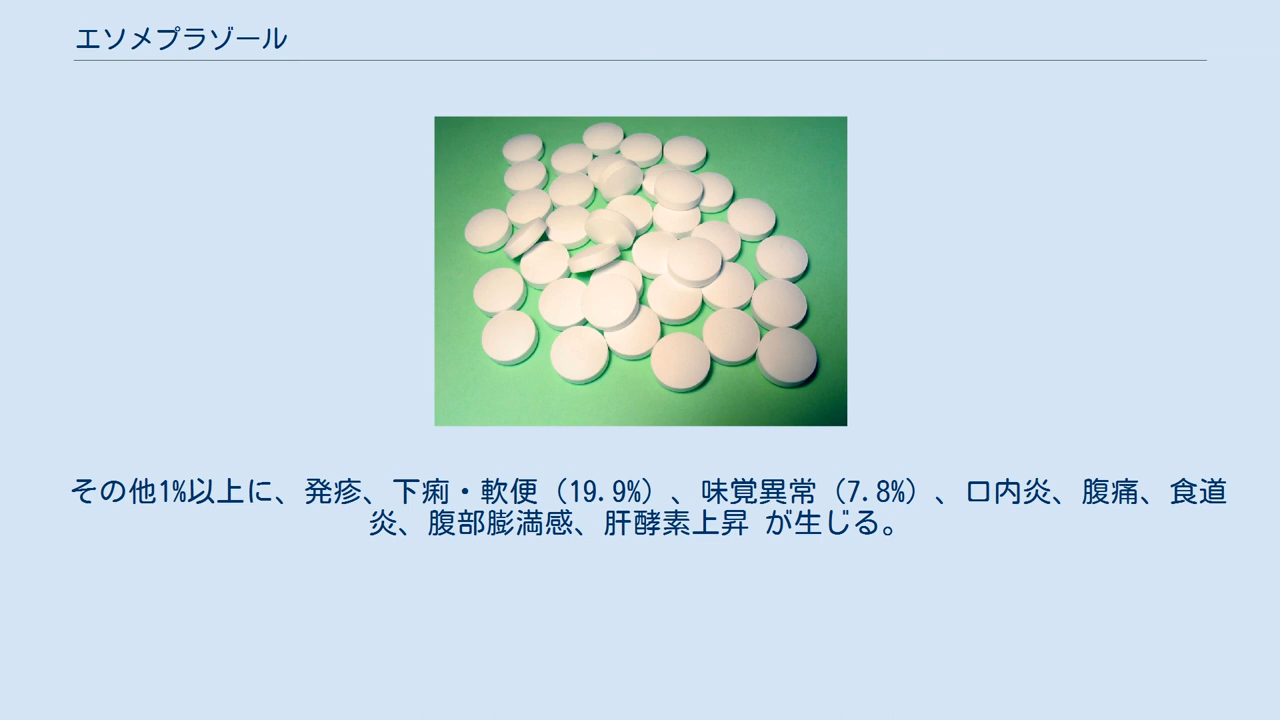 エソメプラゾール
その他1%以上に、発疹、下痢・軟便（19.9%）、味覚異常（7.8%）、口内炎、腹痛、食道
炎、腹部膨満感、肝酵素上昇 が生じる。